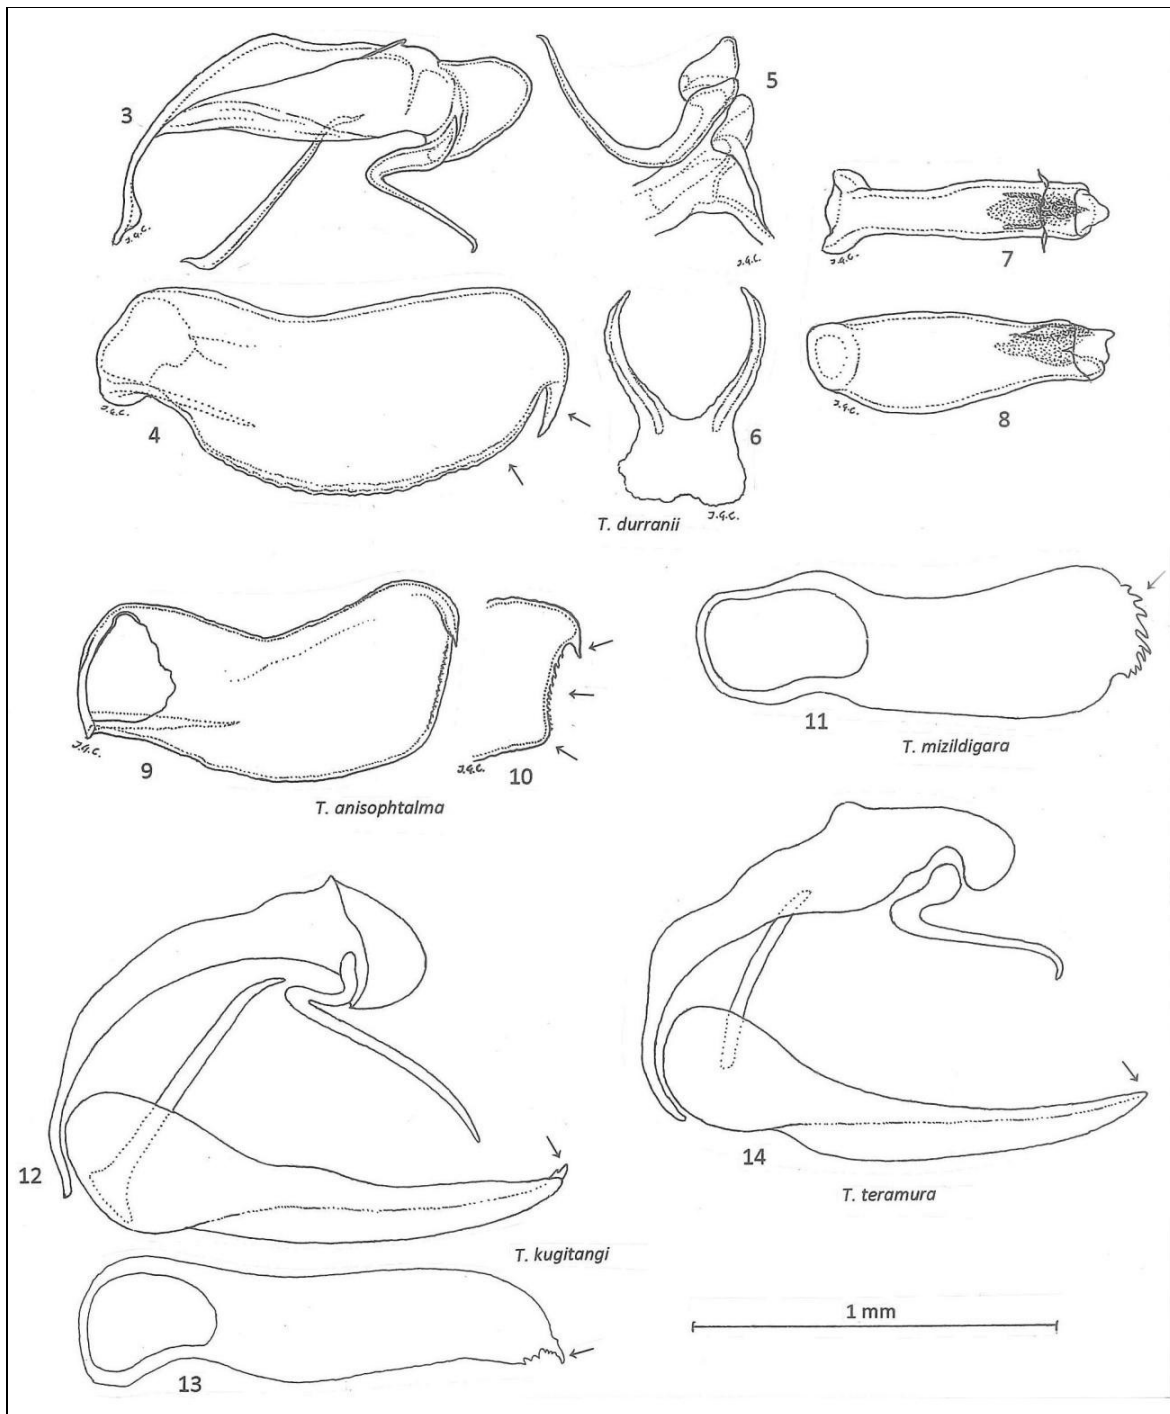 3
J.G.C.
5
J.G.C.
7
J.G.C.
4
J.G.C.
6
J.G.C.
8
J.G.C.
T. durranii
9
J.G.C.
10
J.G.C.
T. anisophtalma
11
T. mizildigara
12
T. kugitangi
14
T. teramura
13
1 mm